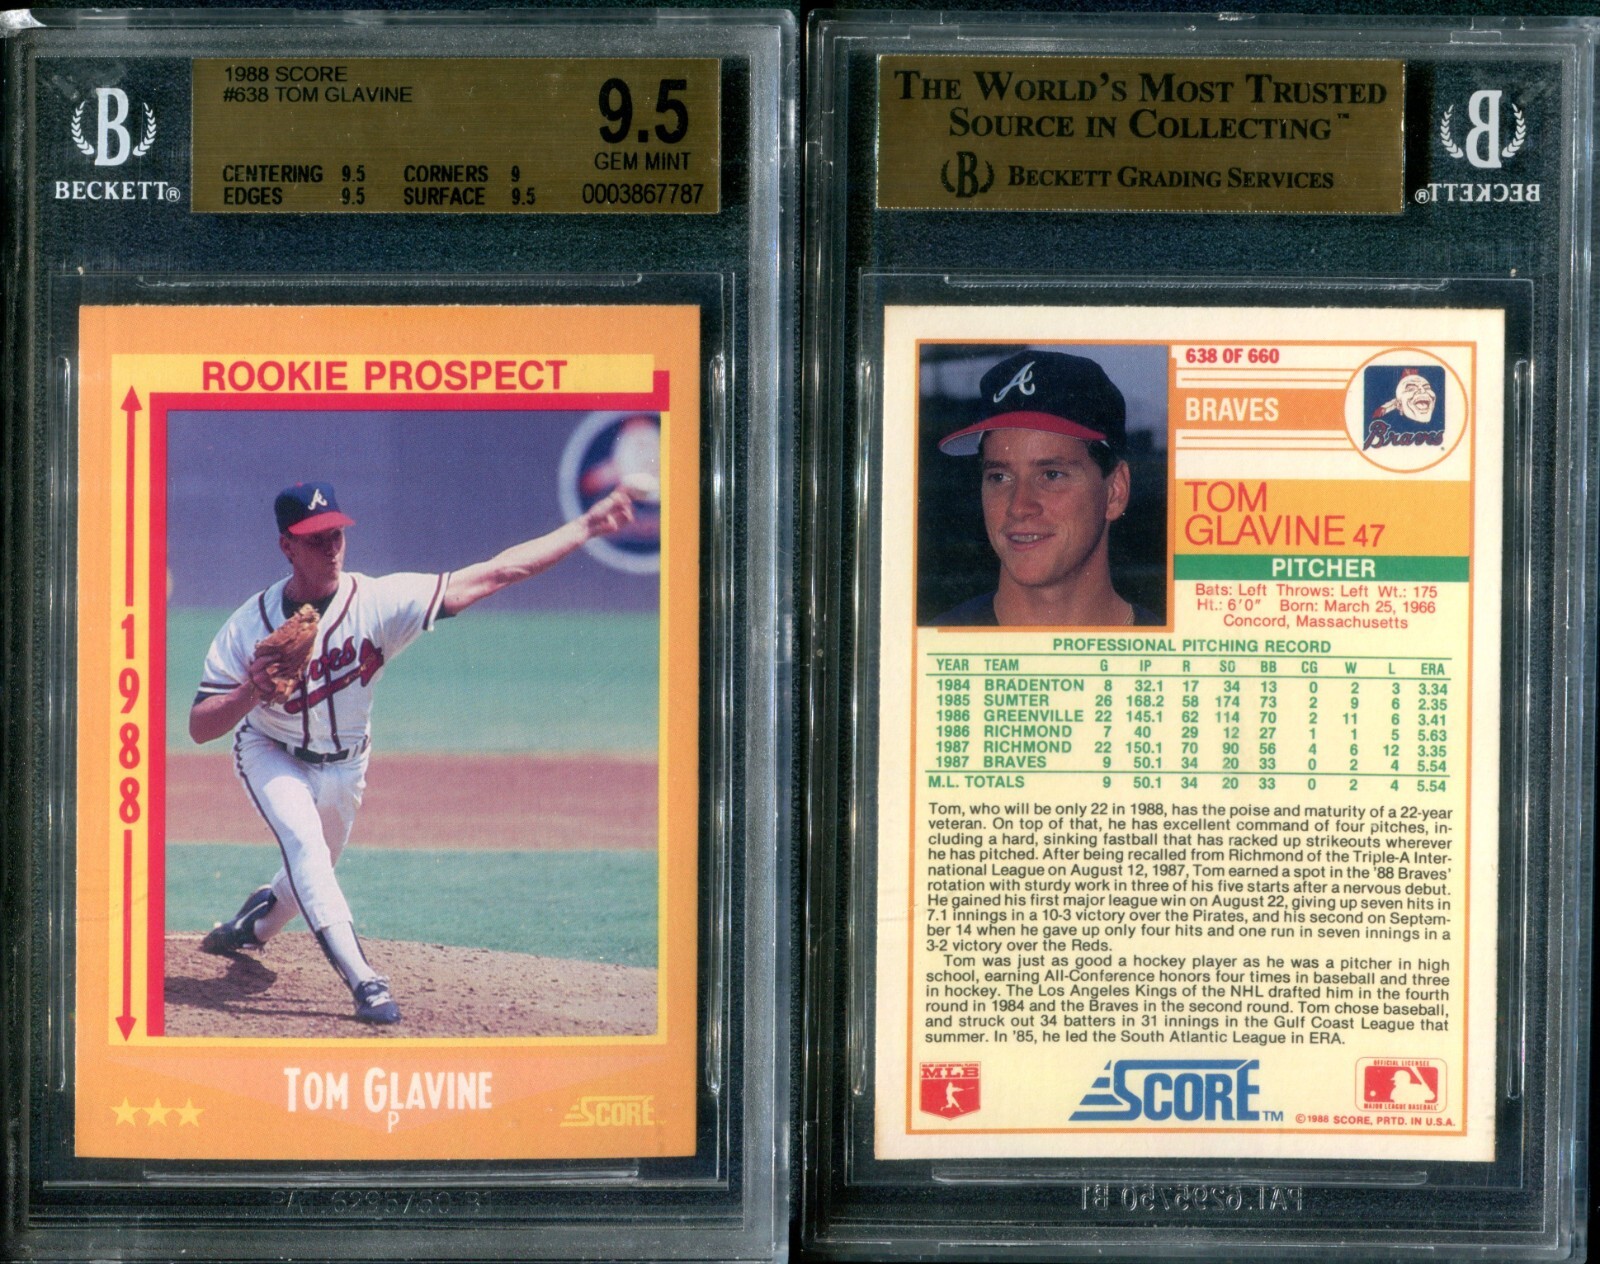 1988 SCORE
#638 TOM GLAVINE
9.5
GEM MINT
CENTERING 9.5 CORNERS 9
EDGES 9.5 SURFACE 9.5
0003867787
B
BECKETT®
ROOKIE PROSPECT
1988
A
Braves
TOM GLAVINE
P
SCORE™
PAT. 6295750 B1
THE WORLD'S MOST TRUSTED
SOURCE IN COLLECTING™
B BECKETT GRADING SERVICES
B
BECKETT®
638 OF 660
BRAVES
Braves
A
TOM
GLAVINE 47
PITCHER
Bats: Left Throws: Left Wt.: 175
Ht.: 6'0" Born: March 25, 1966
Concord, Massachusetts
PROFESSIONAL PITCHING RECORD
YEAR TEAM G IP R SO BB CG W L ERA
1984 BRADENTON 8 32.1 17 34 13 0 2 3 3.34
1985 SUMTER 26 168.2 58 174 73 2 9 6 2.35
1986 GREENVILLE 22 145.1 62 114 70 2 11 6 3.41
1986 RICHMOND 7 40 29 12 27 1 1 5 5.63
1987 RICHMOND 22 150.1 70 90 56 4 6 12 3.35
1987 BRAVES 9 50.1 34 20 33 0 2 4 5.54
M.L. TOTALS 9 50.1 34 20 33 0 2 4 5.54
Tom, who will be only 22 in 1988, has the poise and maturity of a 22-year
veteran. On top of that, he has excellent command of four pitches, in-
cluding a hard, sinking fastball that has racked up strikeouts wherever
he has pitched. After being recalled from Richmond of the Triple-A Inter-
national League on August 12, 1987, Tom earned a spot in the '88 Braves'
rotation with sturdy work in three of his five starts after a nervous debut.
He gained his first major league win on August 22, giving up seven hits in
7.1 innings in a 10-3 victory over the Pirates, and his second on Septem-
ber 14 when he gave up only four hits and one run in seven innings in a
3-2 victory over the Reds.
Tom was just as good a hockey player as he was a pitcher in high
school, earning All-Conference honors four times in baseball and three
in hockey. The Los Angeles Kings of the NHL drafted him in the fourth
round in 1984 and the Braves in the second round. Tom chose baseball,
and struck out 34 batters in 31 innings in the Gulf Coast League that
summer. In '85, he led the South Atlantic League in ERA.
MLB
SCORE™
OFFICIAL LICENSEE
MAJOR LEAGUE BASEBALL
©1988 SCORE, PRTD. IN U.S.A.
PAT. 6295750 B1